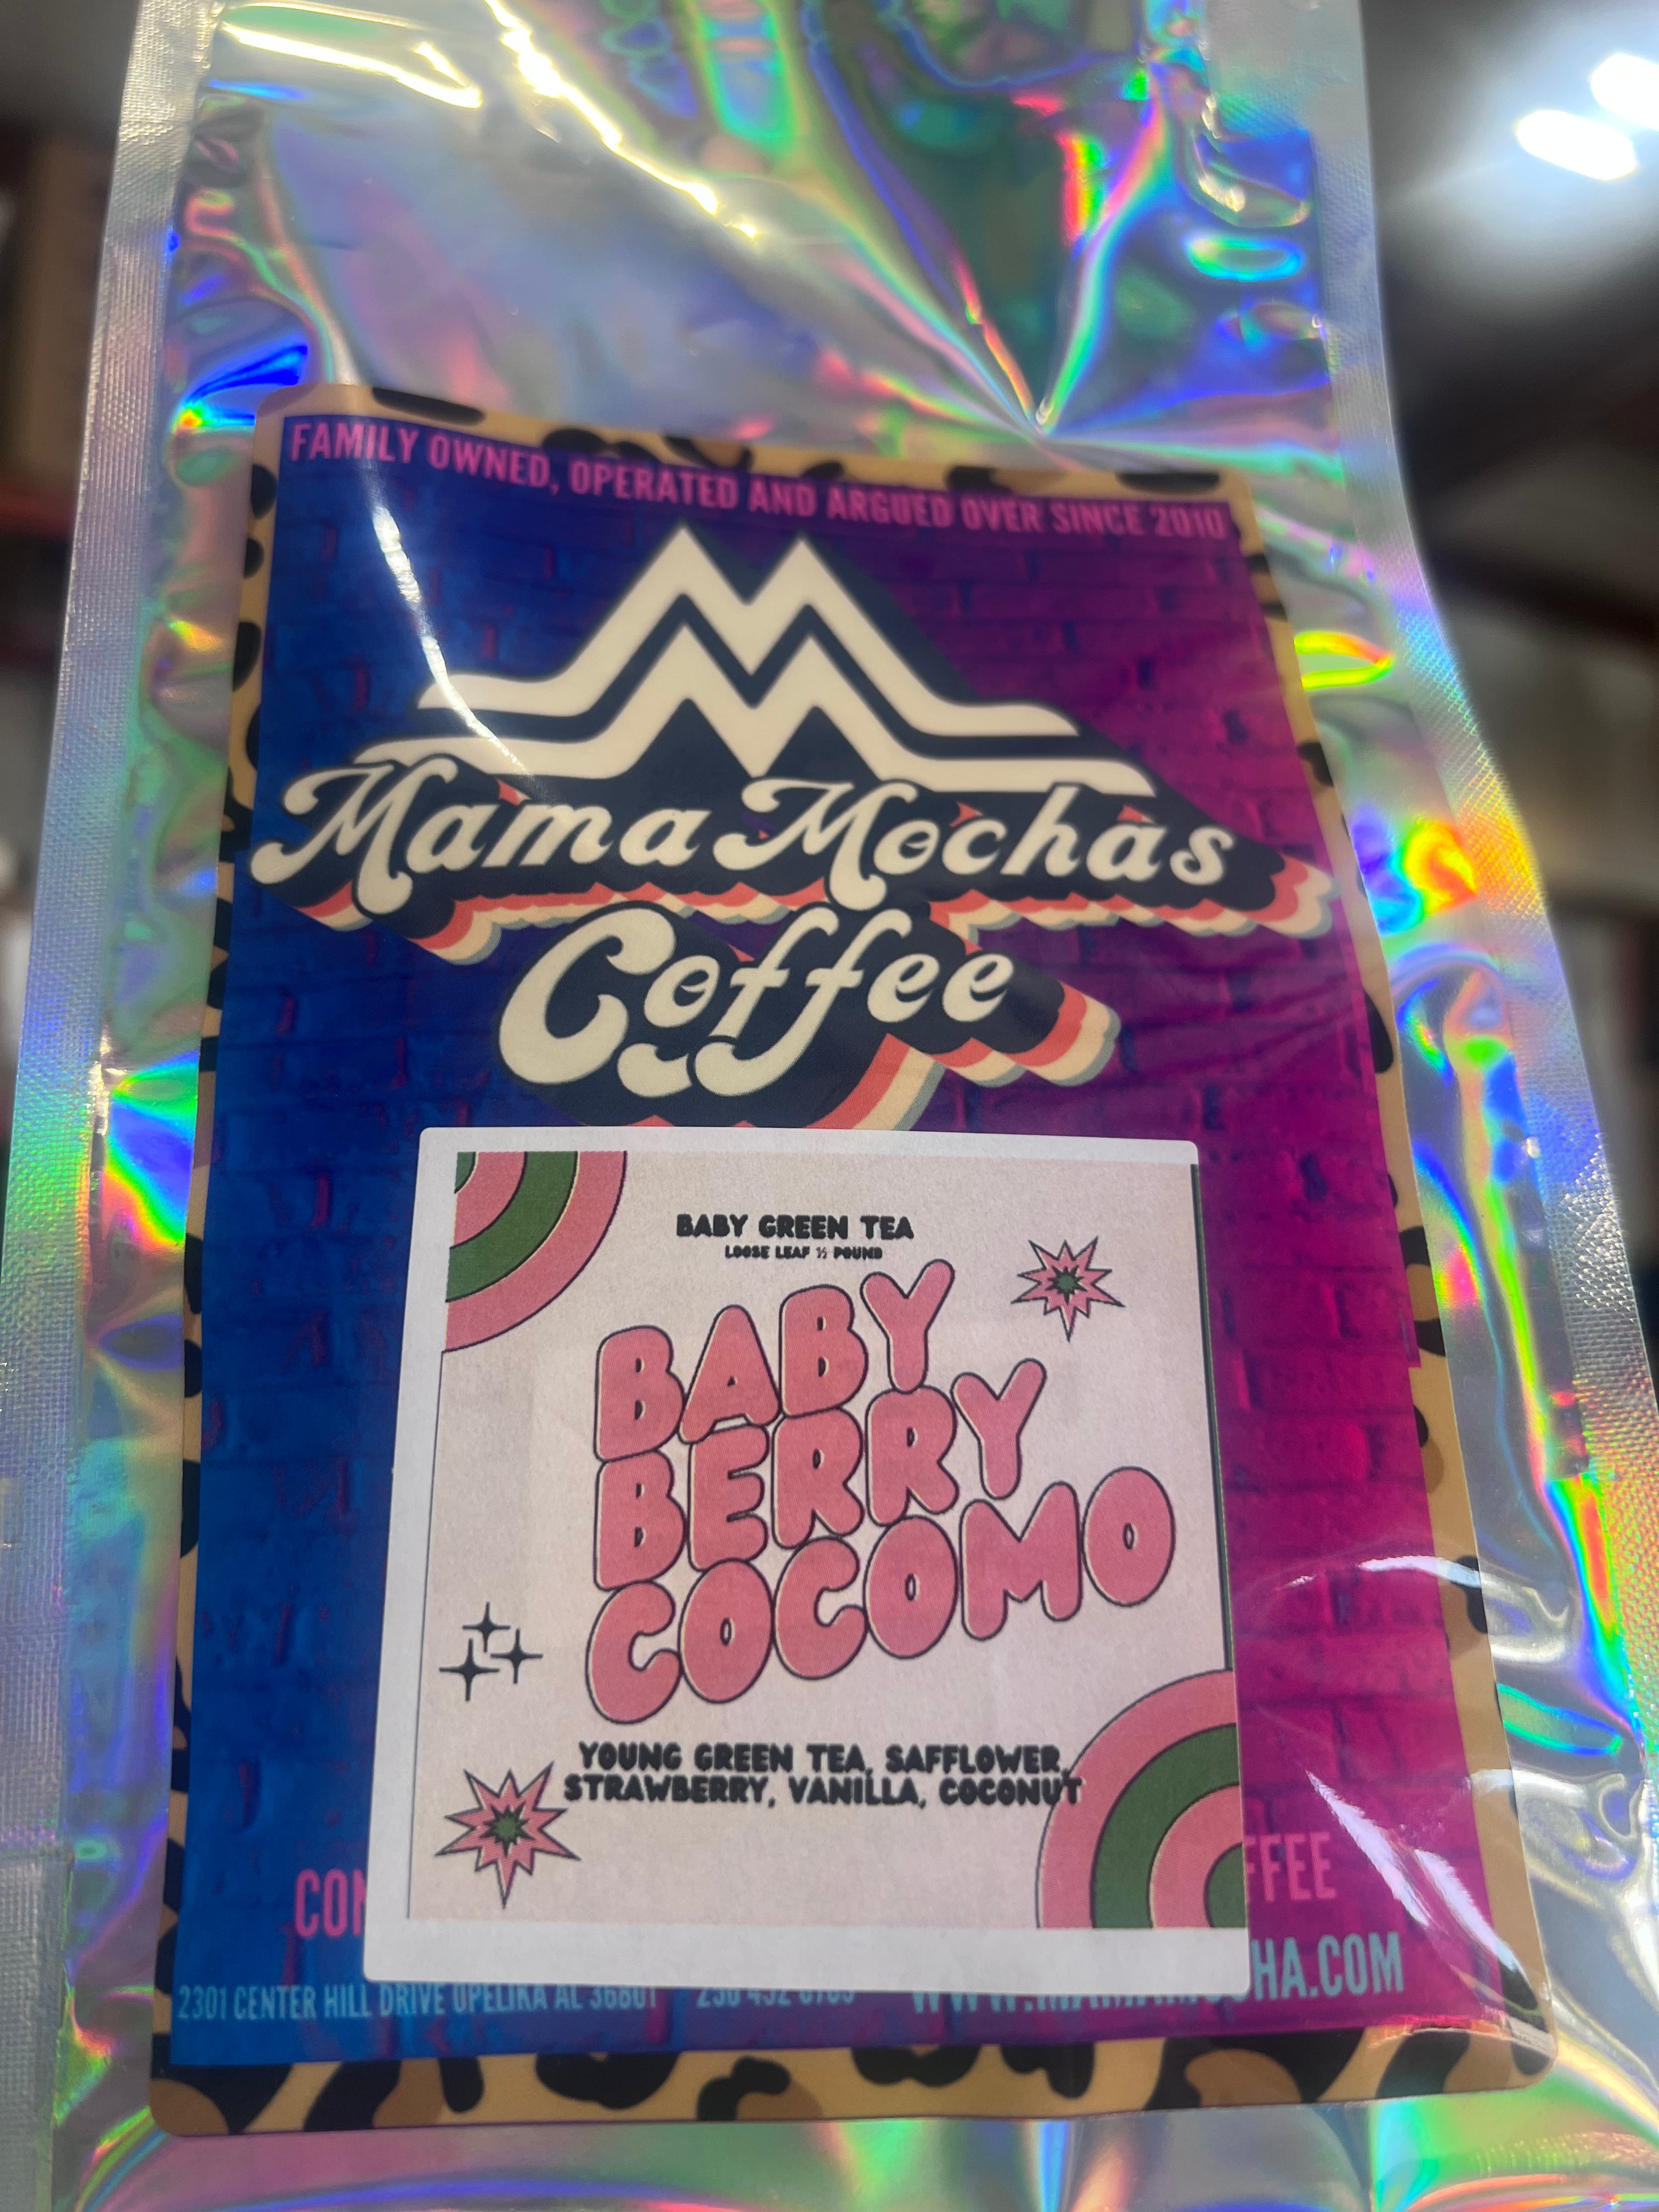 FAMILY OWNED, OPERATED AND ARGUED OVER SINCE 2010
Mama Mochas
Coffee
BABY GREEN TEA
LOOSE LEAF ½ POUND
BABY
BERRY
COCOMO
YOUNG GREEN TEA, SAFFLOWER,
STRAWBERRY, VANILLA, COCONUT
2301 CENTER HILL DRIVE OPELIKA AL 36801